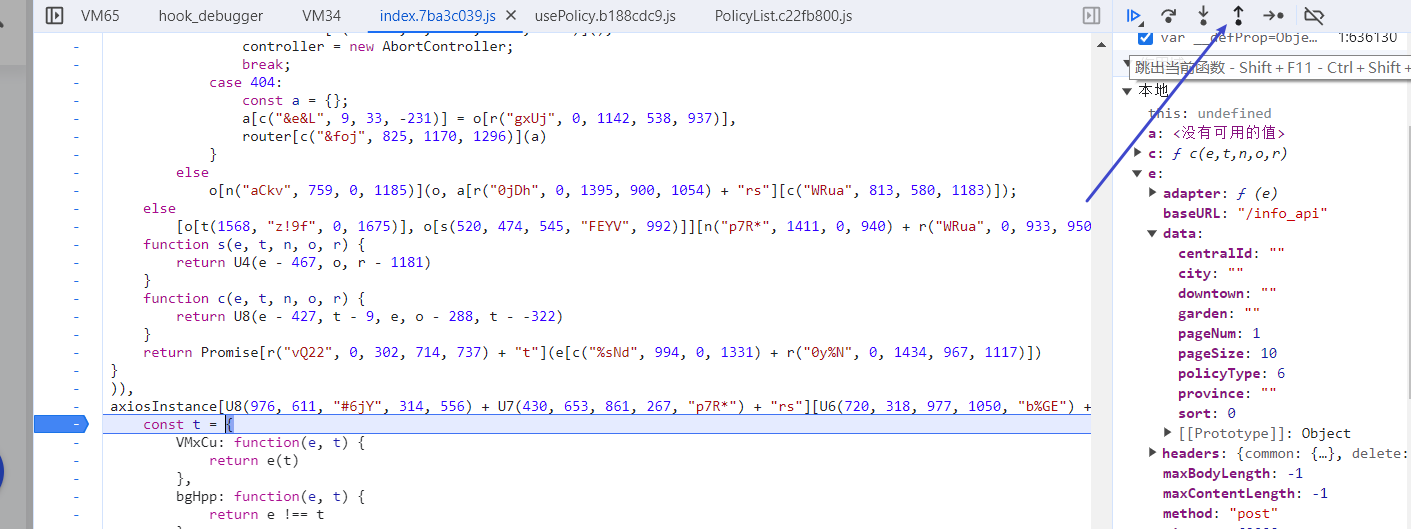 VM65 hook_debugger VM34 index.7ba3c039.js usePolicy.b188cdc9.js PolicyList.c22fb800.js
controller = new AbortController;
break;
case 404:
const a = {};
a[c("&e&L", 9, 33, -231)] = o[r("gxUj", 0, 1142, 538, 937)],
router[c("&foj", 825, 1170, 1296)](a)
}
else
o[n("aCkv", 759, 0, 1185)](o, a[r("0jDh", 0, 1395, 900, 1054) + "rs"][c("WRua", 813, 580, 1183)]);
else
[o[t(1568, "z!9f", 0, 1675)], o[s(520, 474, 545, "FEYV", 992)]][n("p7R*", 1411, 0, 940) + r("WRua", 0, 933, 950
function s(e, t, n, o, r) {
return U4(e - 467, o, r - 1181)
}
function c(e, t, n, o, r) {
return U8(e - 427, t - 9, e, o - 288, t - -322)
}
return Promise[r("vQ22", 0, 302, 714, 737) + "t"](e[c("%sNd", 994, 0, 1331) + r("0y%N", 0, 1434, 967, 1117)])
}
)),
axiosInstance[U8(976, 611, "#6jY", 314, 556) + U7(430, 653, 861, 267, "p7R*") + "rs"][U6(720, 318, 977, 1050, "b%GE") +
const t = {
VMxCu: function(e, t) {
return e(t)
},
bgHpp: function(e, t) {
return e !== t
var __defProp=Obje… 1:636130
跳出当前函数 - Shift + F11 - Ctrl + Shift +
本地
this: undefined
a: <没有可用的值>
c: ƒ c(e,t,n,o,r)
e:
adapter: ƒ (e)
baseURL: "/info_api"
data:
centralId: ""
city: ""
downtown: ""
garden: ""
pageNum: 1
pageSize: 10
policyType: 6
province: ""
sort: 0
[[Prototype]]: Object
headers: {common: {…}, delete:
maxBodyLength: -1
maxContentLength: -1
method: "post"